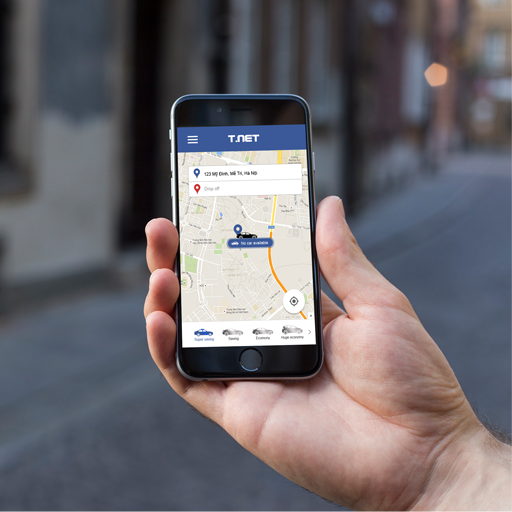 T.NET
123 Mỹ Đình, Mễ Trì, Hà Nội
Drop off
No car available
Super saving
Saving
Economy
Huge economy